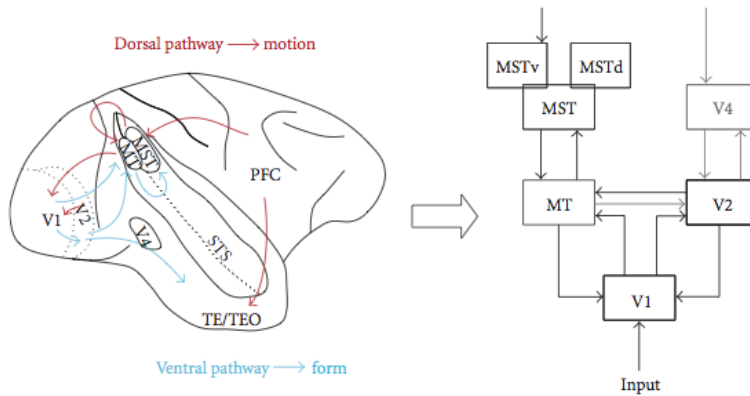 Dorsal pathway → motion
MST
MT
PFC
V1
V2
V4
STS
TE/TEO
Ventral pathway → form
MSTv
MSTd
MST
V4
MT
V2
V1
Input